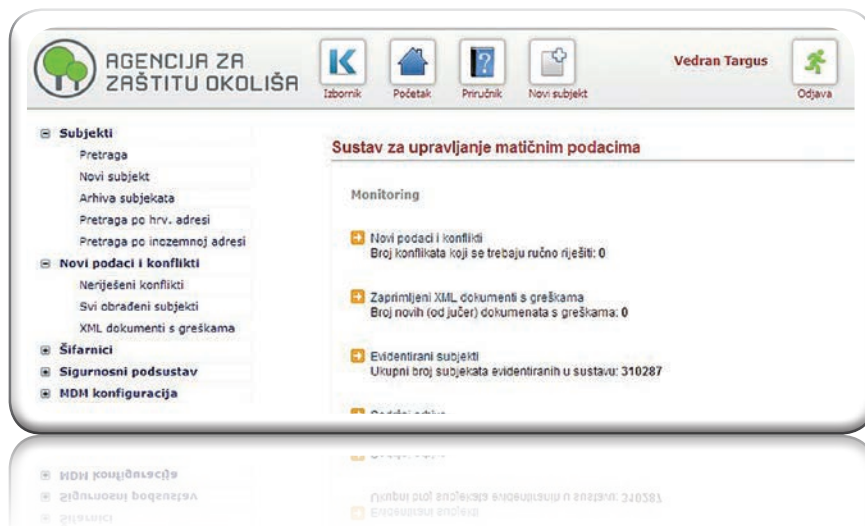 AGENCIJA ZA
ZAŠTITU OKOLIŠA
Izbornik
Početak
Priručnik
Novi subjekt
Vedran Targus
Odjava
Subjekti
Pretraga
Novi subjekt
Arhiva subjekata
Pretraga po hrv. adresi
Pretraga po inozemnoj adresi
Novi podaci i konflikti
Neriješeni konflikti
Svi obrađeni subjekti
XML dokumenti s greškama
Šifarnici
Sigurnosni podsustav
MDM konfiguracija
Sustav za upravljanje matičnim podacima
Monitoring
Novi podaci i konflikti
Broj konflikata koji se trebaju ručno riješiti: 0
Zaprimljeni XML dokumenti s greškama
Broj novih (od jučer) dokumenata s greškama: 0
Evidentirani subjekti
Ukupni broj subjekata evidentiranih u sustavu: 310287